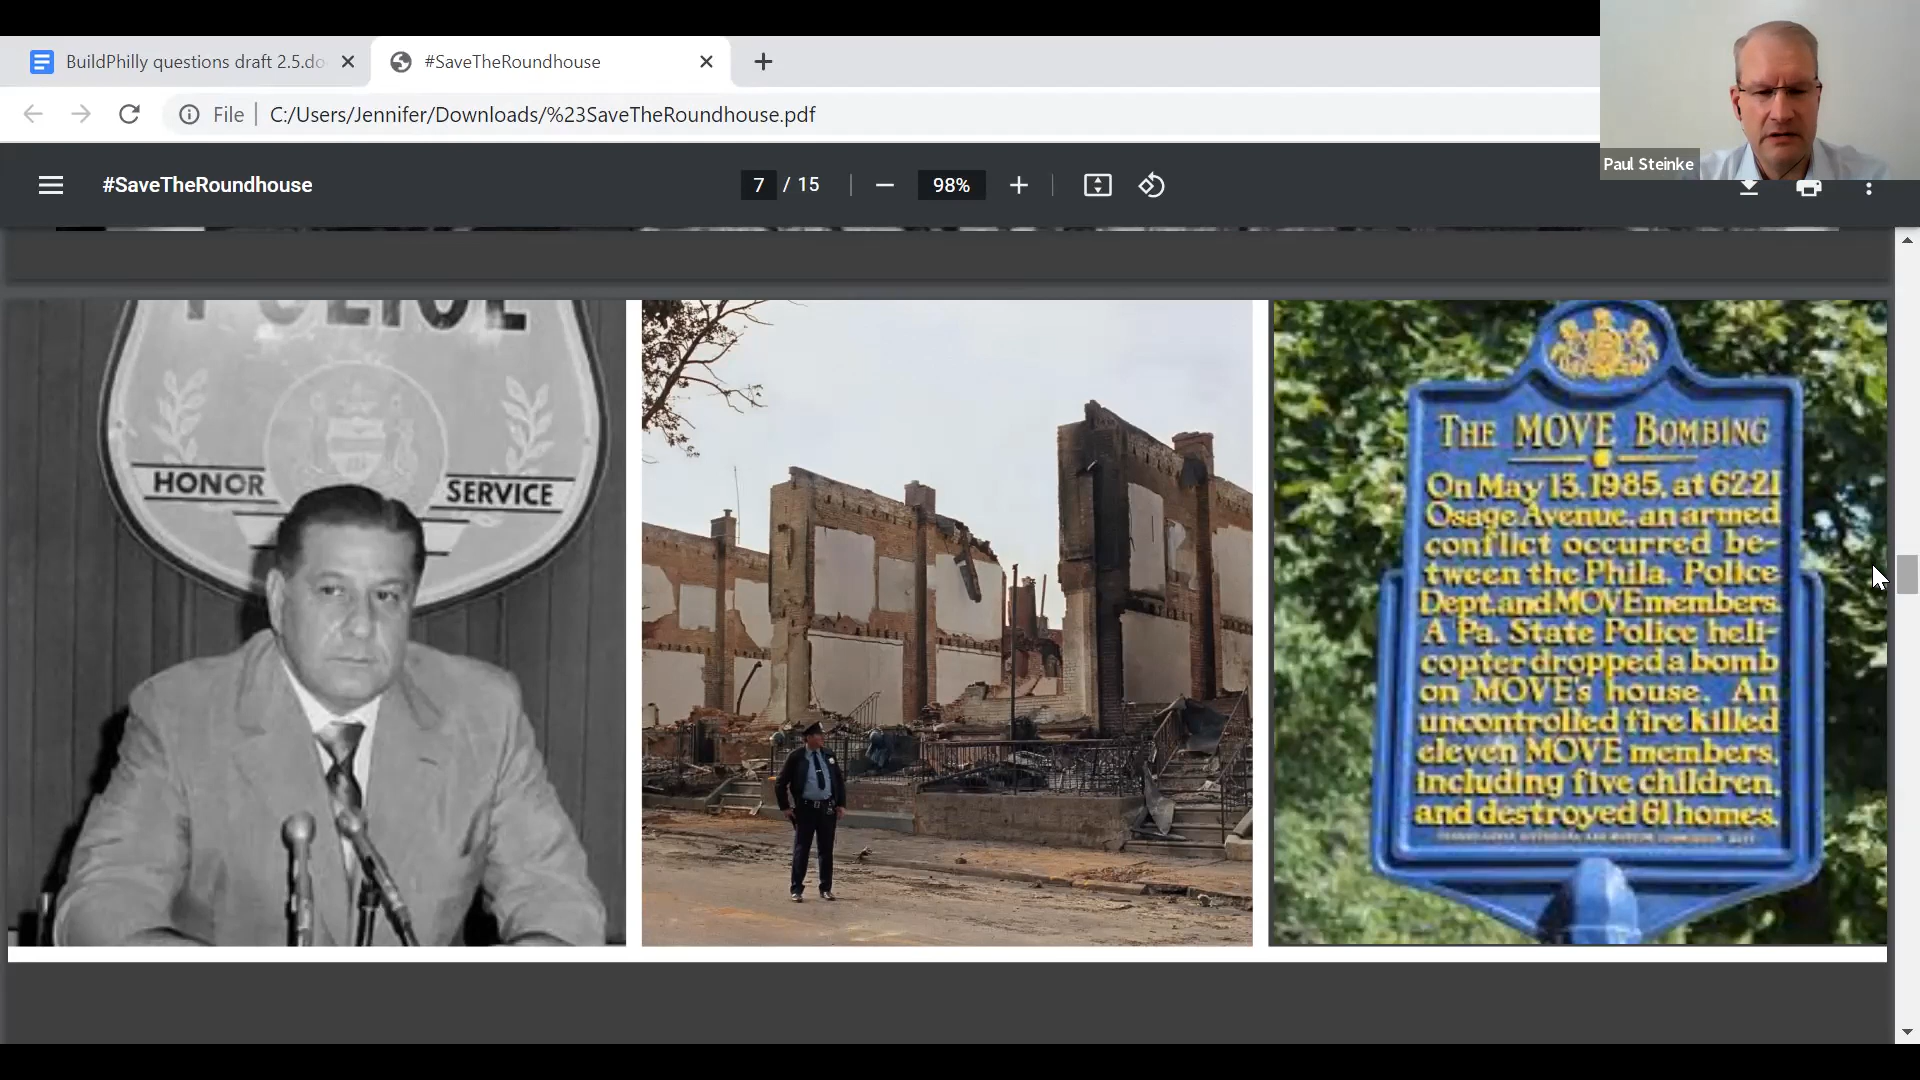 BuildPhilly questions draft 2.5.do
#SaveTheRoundhouse
File
C:/Users/Jennifer/Downloads/%23SaveTheRoundhouse.pdf
Paul Steinke
#SaveTheRoundhouse
7 / 15
98%
POLICE
HONOR
SERVICE
THE MOVE BOMBING
On May 13, 1985, at 6221
Osage Avenue, an armed
conflict occurred be-
tween the Phila. Police
Dept. and MOVE members.
A Pa. State Police heli-
copter dropped a bomb
on MOVE's house. An
uncontrolled fire killed
eleven MOVE members,
including five children,
and destroyed 61 homes.